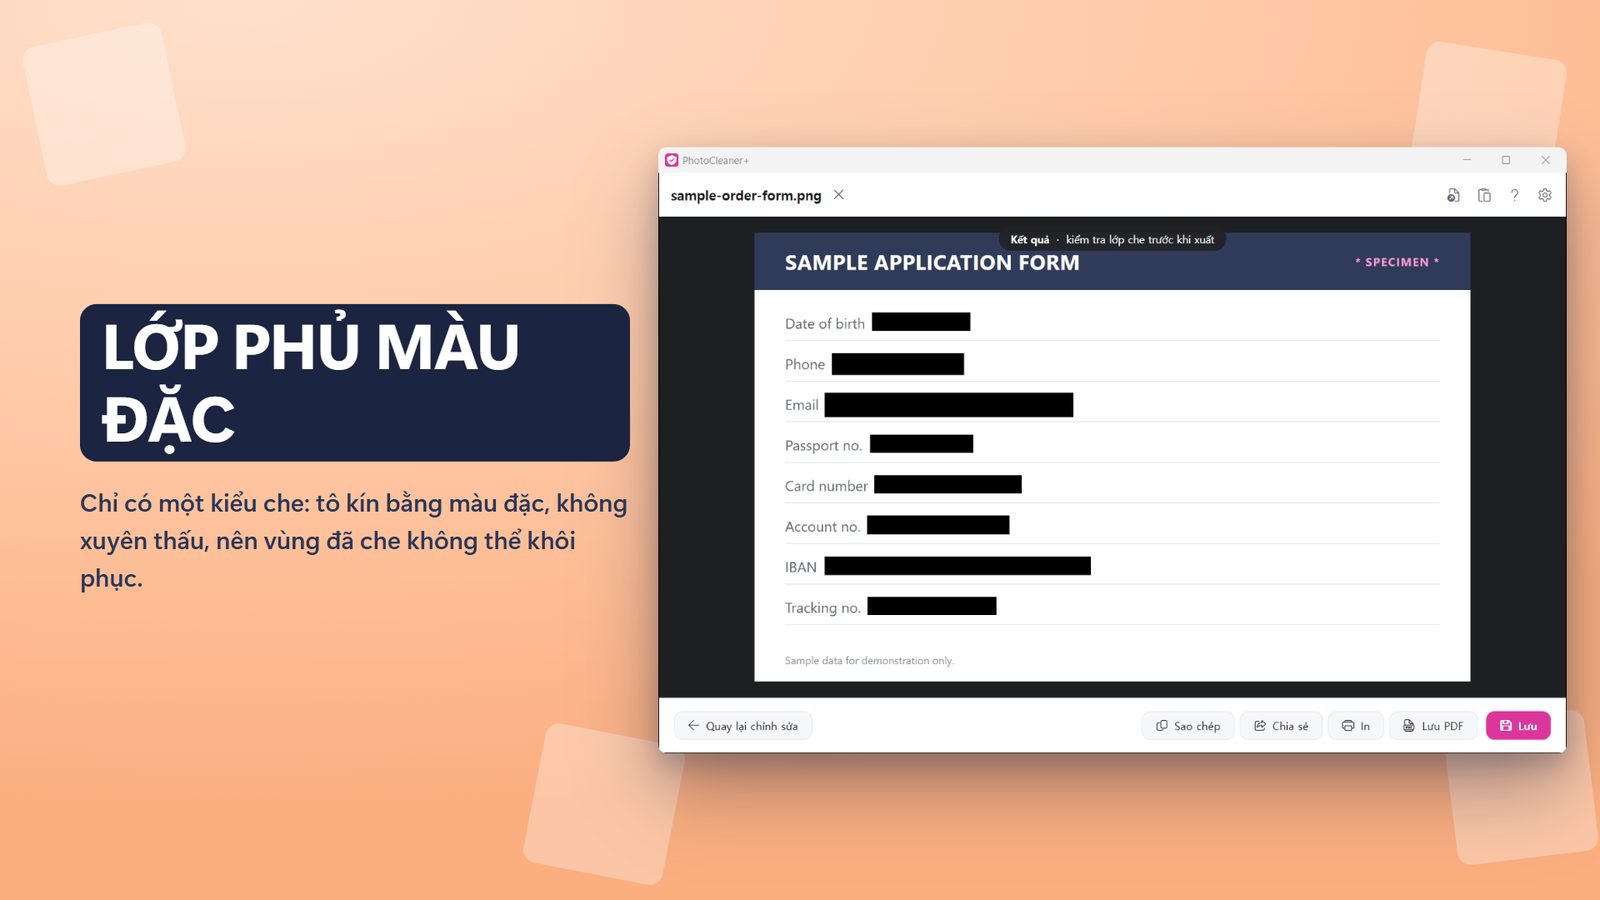 LỚP PHỦ MÀU
ĐẶC
Chỉ có một kiểu che: tô kín bằng màu đặc, không
xuyên thấu, nên vùng đã che không thể khôi
phục.
PhotoCleaner+
sample-order-form.png
Kết quả · kiểm tra lớp che trước khi xuất
SAMPLE APPLICATION FORM
* SPECIMEN *
Date of birth
Phone
Email
Passport no.
Card number
Account no.
IBAN
Tracking no.
Sample data for demonstration only.
Quay lại chỉnh sửa
Sao chép
Chia sẻ
In
Lưu PDF
Lưu